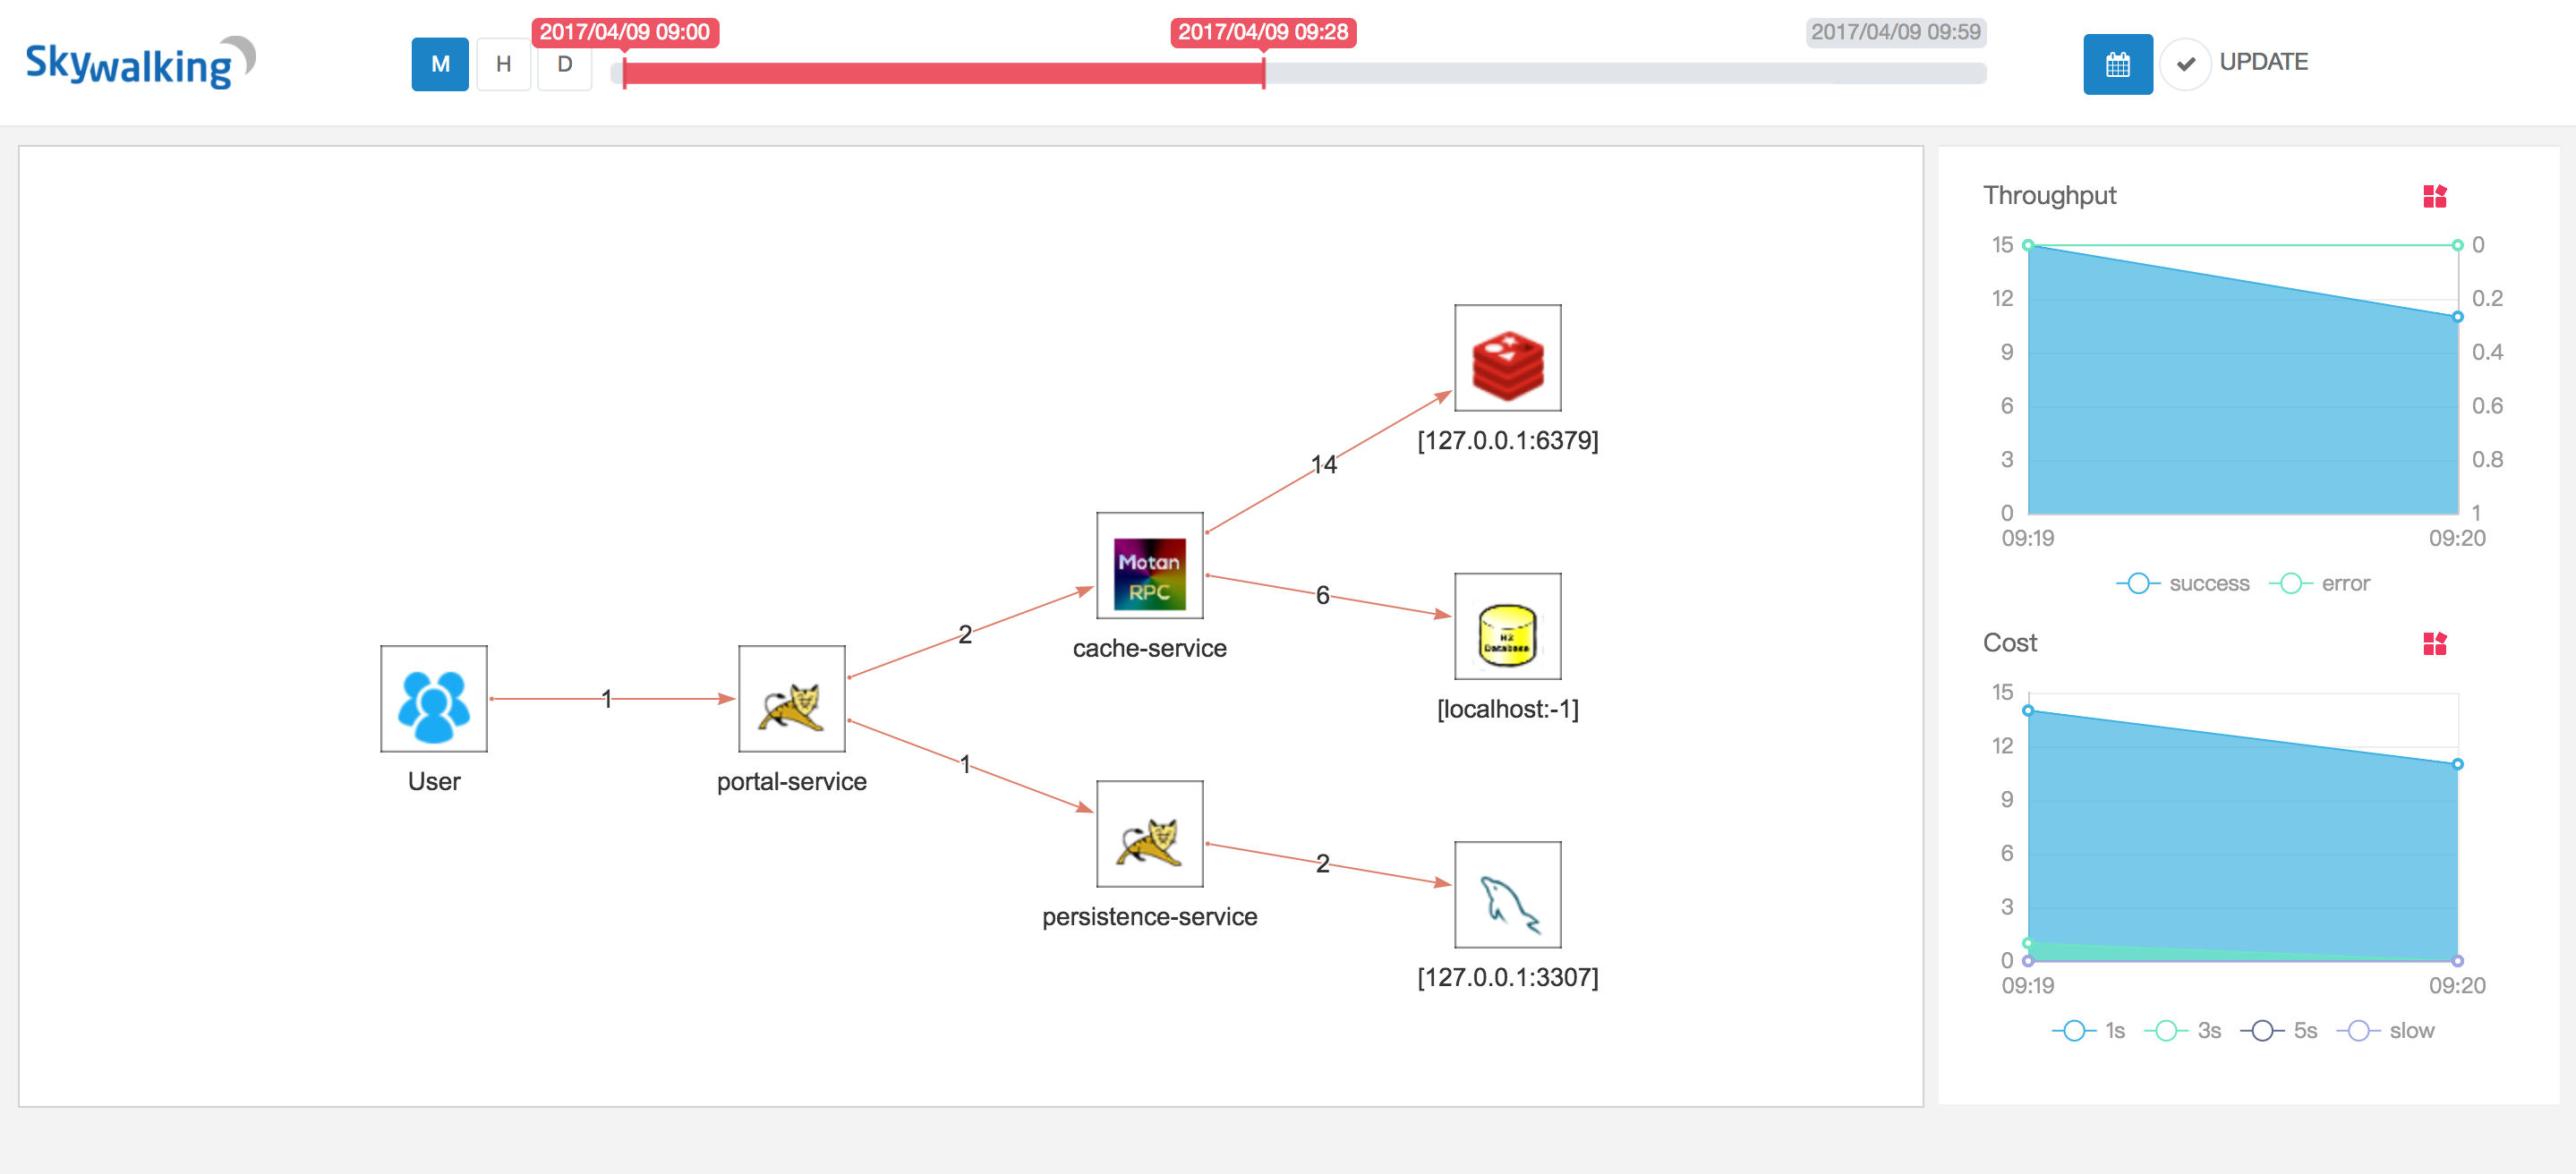 Skywalking
M
H
D
2017/04/09 09:00
2017/04/09 09:28
2017/04/09 09:59
UPDATE
User
1
portal-service
2
1
Motan
RPC
cache-service
persistence-service
14
6
2
[127.0.0.1:6379]
H2
Database
[localhost:-1]
[127.0.0.1:3307]
Throughput
15
12
9
6
3
0
0
0.2
0.4
0.6
0.8
1
09:19
09:20
success
error
Cost
15
12
9
6
3
0
09:19
09:20
1s
3s
5s
slow